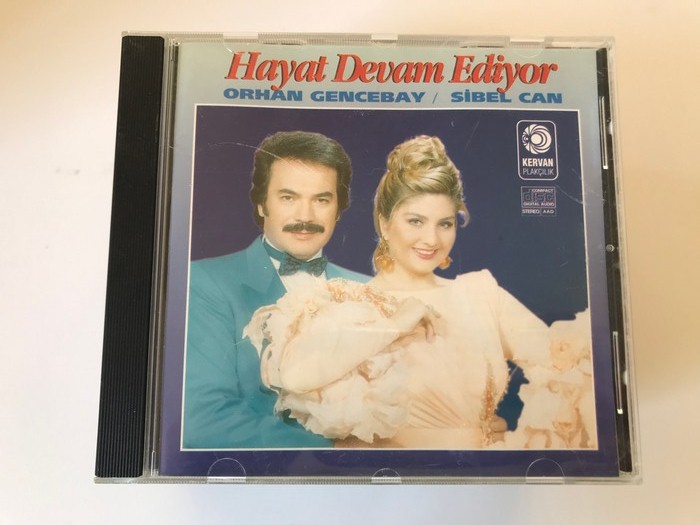 Hayat Devam Ediyor
ORHAN GENCEBAY / SİBEL CAN
KERVAN
PLAKÇILIK
COMPACT
disc
DIGITAL AUDIO
STEREO AAD